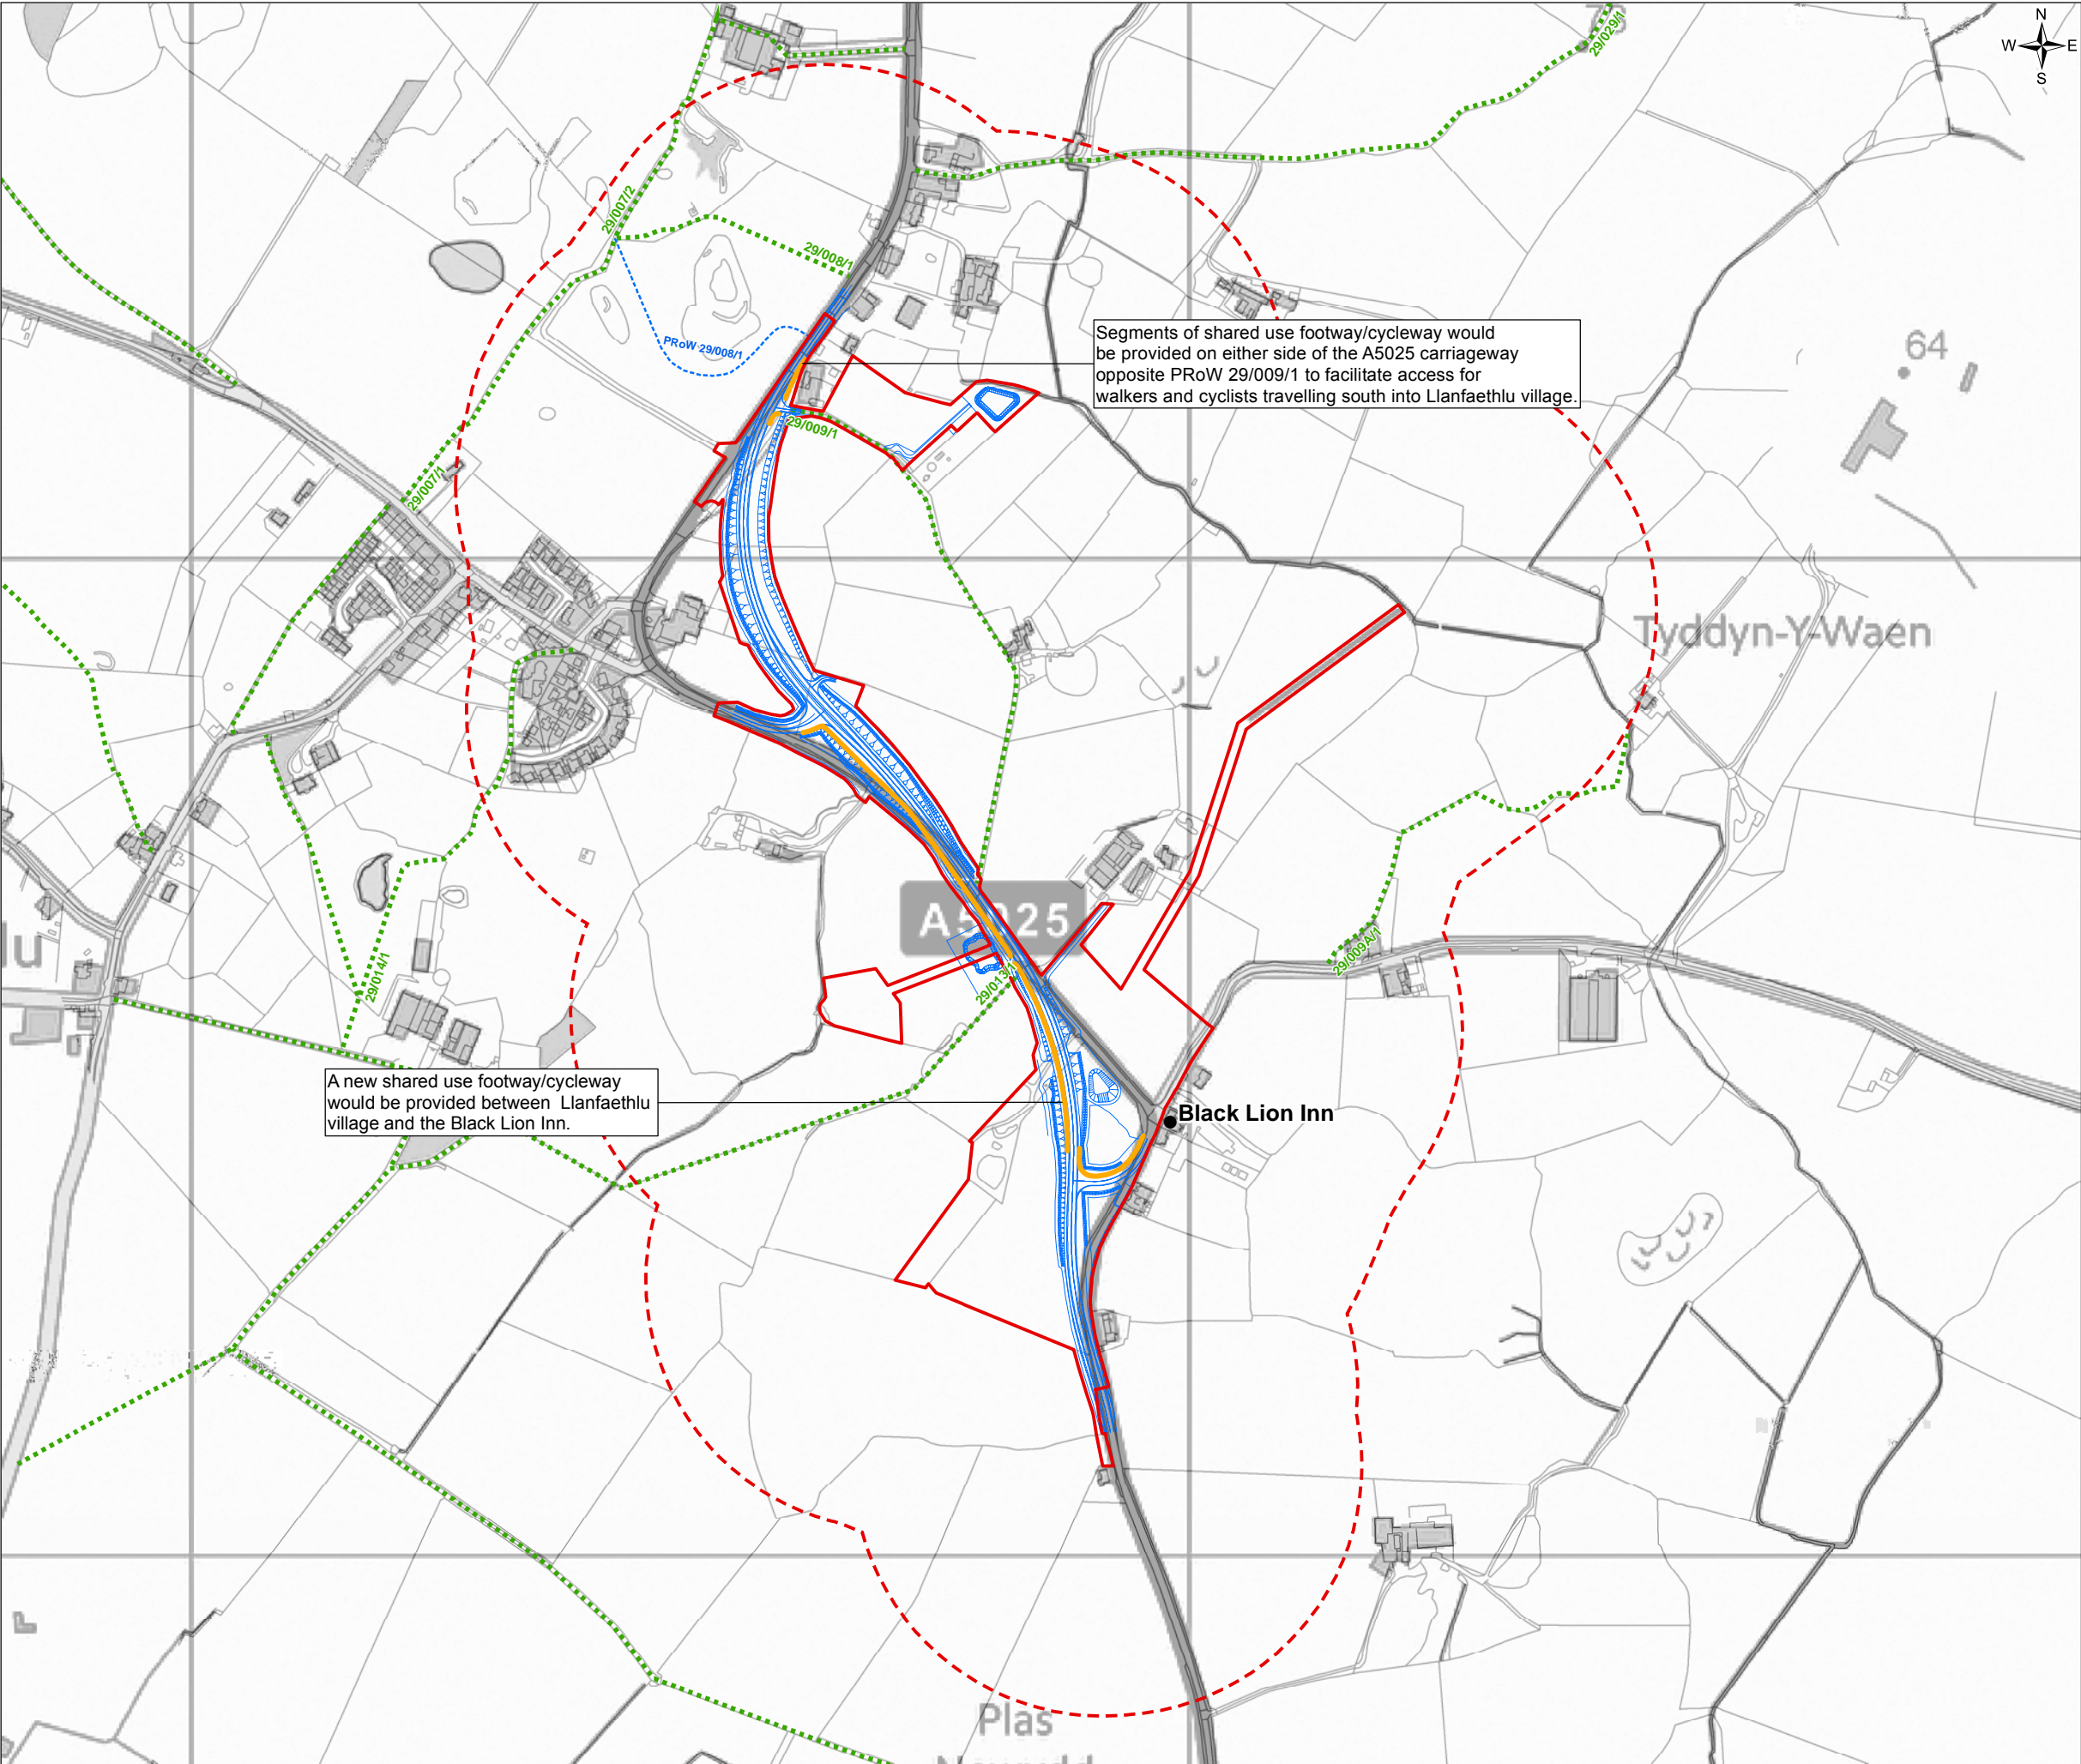 N
W E
S
29/029/1
29/007/2
29/008/1
PRoW 29/008/1
Segments of shared use footway/cycleway would
be provided on either side of the A5025 carriageway
opposite PRoW 29/009/1 to facilitate access for
walkers and cyclists travelling south into Llanfaethlu village.
64
29/009/1
29/007/1
Tyddyn-Y-Waen
A5025
lu
29/014/1
29/013/1
29/009A/1
A new shared use footway/cycleway
would be provided between Llanfaethlu
village and the Black Lion Inn.
Black Lion Inn
Plas